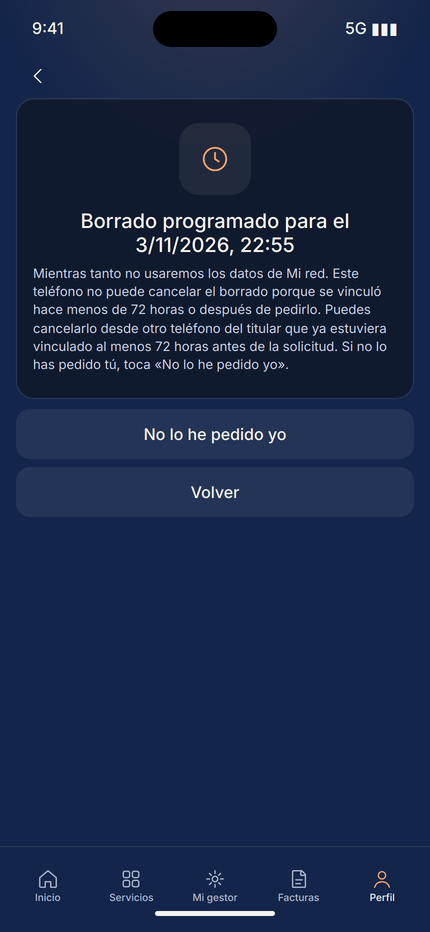 9:41
5G
Borrado programado para el
3/11/2026, 22:55
Mientras tanto no usaremos los datos de Mi red. Este
teléfono no puede cancelar el borrado porque se vinculó
hace menos de 72 horas o después de pedirlo. Puedes
cancelarlo desde otro teléfono del titular que ya estuviera
vinculado al menos 72 horas antes de la solicitud. Si no lo
has pedido tú, toca «No lo he pedido yo».
No lo he pedido yo
Volver
Inicio
Servicios
Mi gestor
Facturas
Perfil